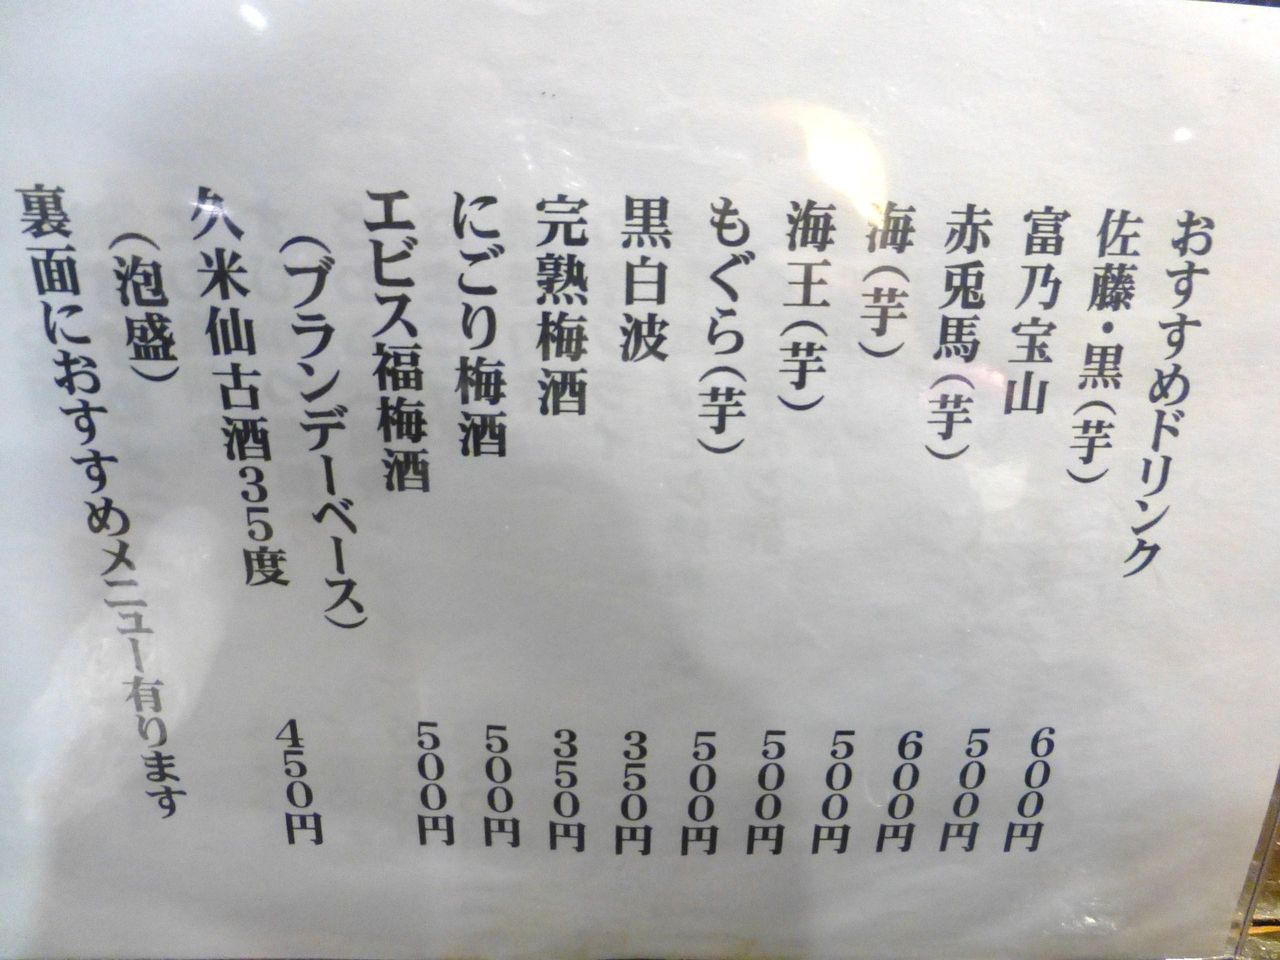 おすすめドリンク
佐藤・黒（芋） 600円
富乃宝山 500円
赤兎馬（芋） 600円
海（芋） 500円
海王（芋） 500円
もぐら（芋） 500円
黒白波 350円
完熟梅酒 350円
にごり梅酒 500円
エビス福梅酒 500円
（ブランデーベース）
久米仙古酒35度 450円
（泡盛）
裏面におすすめメニュー有ります